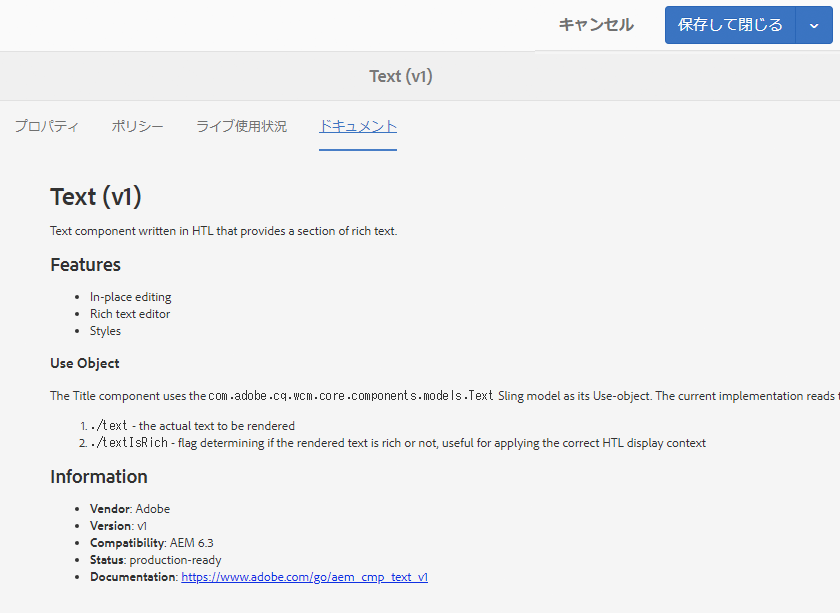 キャンセル
保存して閉じる
Text (v1)
プロパティ ポリシー ライブ使用状況 ドキュメント
Text (v1)
Text component written in HTL that provides a section of rich text.
Features
• In-place editing
• Rich text editor
• Styles
Use Object
The Title component uses the com.adobe.cq.wcm.core.components.models.Text Sling model as its Use-object. The current implementation reads
1. ./text - the actual text to be rendered
2. ./textIsRich - flag determining if the rendered text is rich or not, useful for applying the correct HTL display context
Information
• Vendor: Adobe
• Version: v1
• Compatibility: AEM 6.3
• Status: production-ready
• Documentation: https://www.adobe.com/go/aem_cmp_text_v1